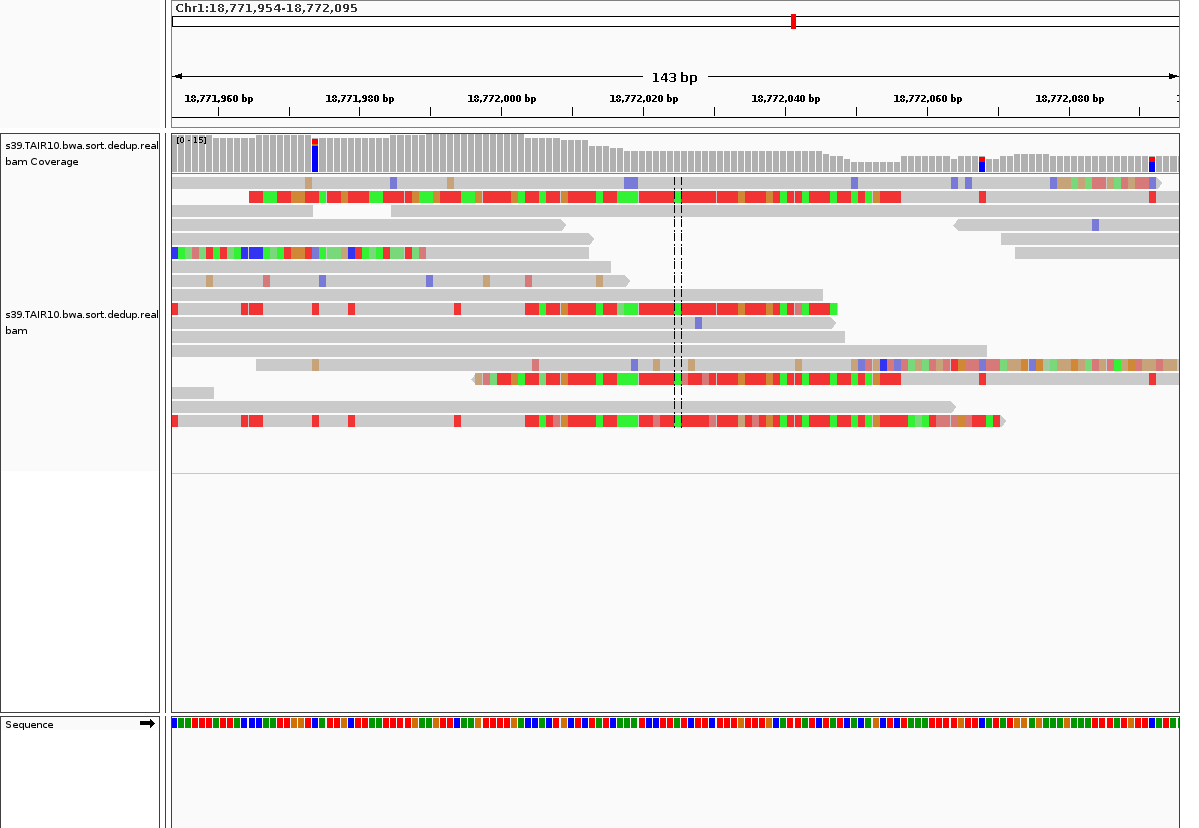 Chr1:18,771,954-18,772,095
143 bp
18,771,960 bp 18,771,980 bp 18,772,000 bp 18,772,020 bp 18,772,040 bp 18,772,060 bp 18,772,080 bp
s39.TAIR10.bwa.sort.dedup.real
bam Coverage
[0 - 15]
s39.TAIR10.bwa.sort.dedup.real
bam
Sequence